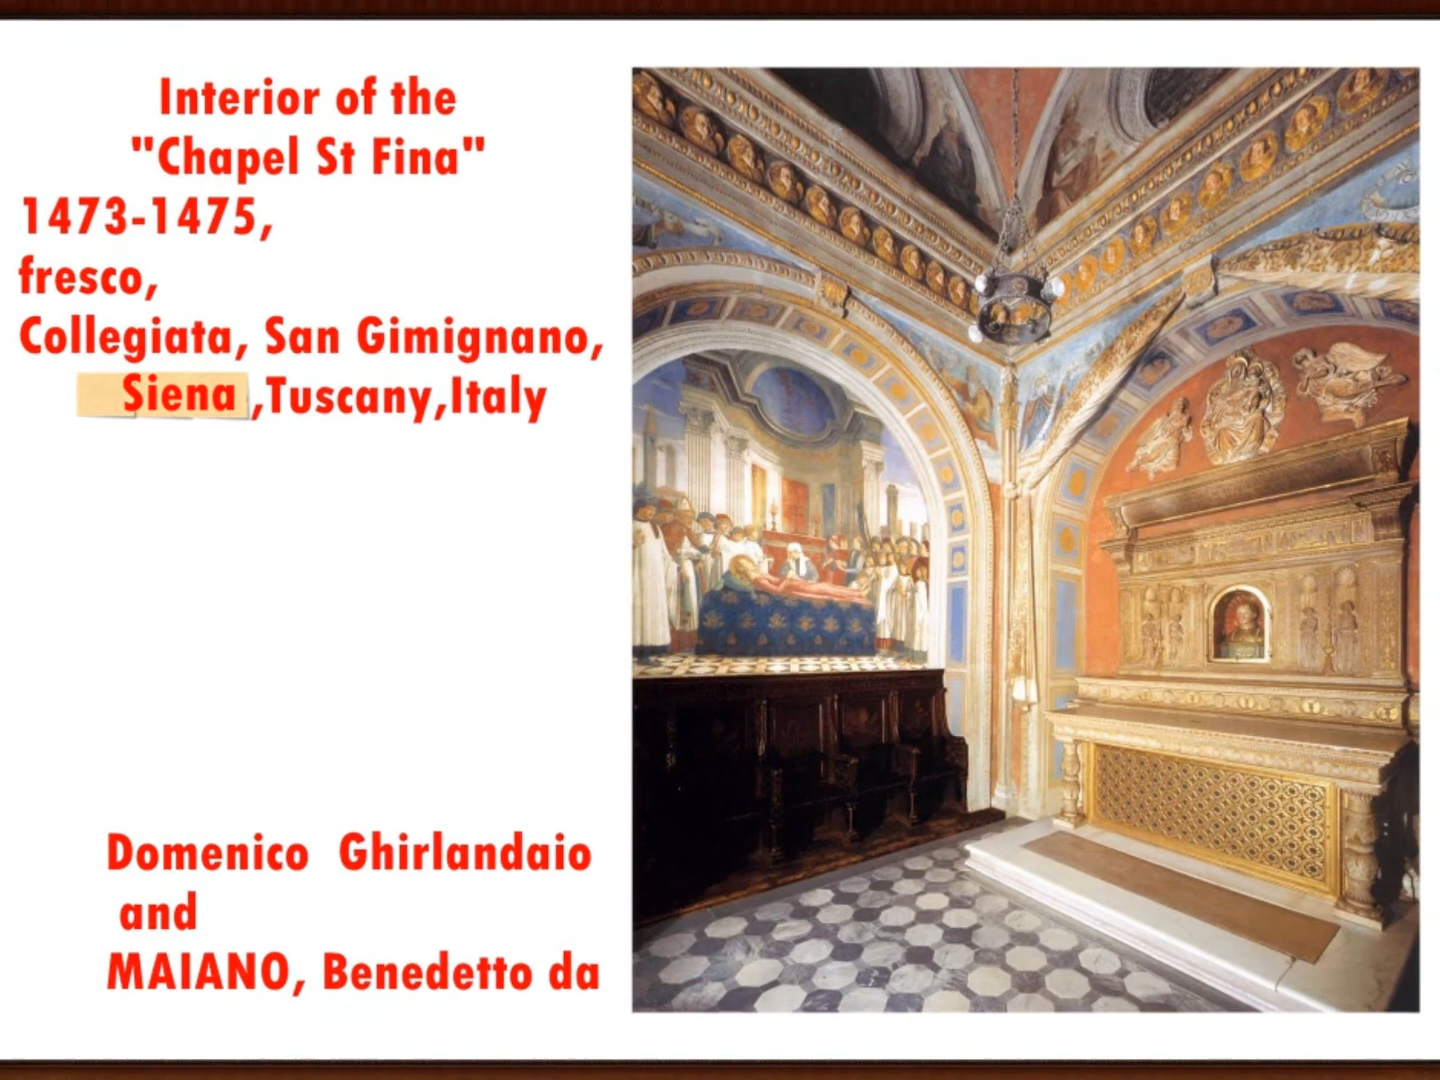 Interior of the
"Chapel St Fina"
1473-1475,
fresco,
Collegiata, San Gimignano,
Siena ,Tuscany,Italy
Domenico Ghirlandaio
and
MAIANO, Benedetto da